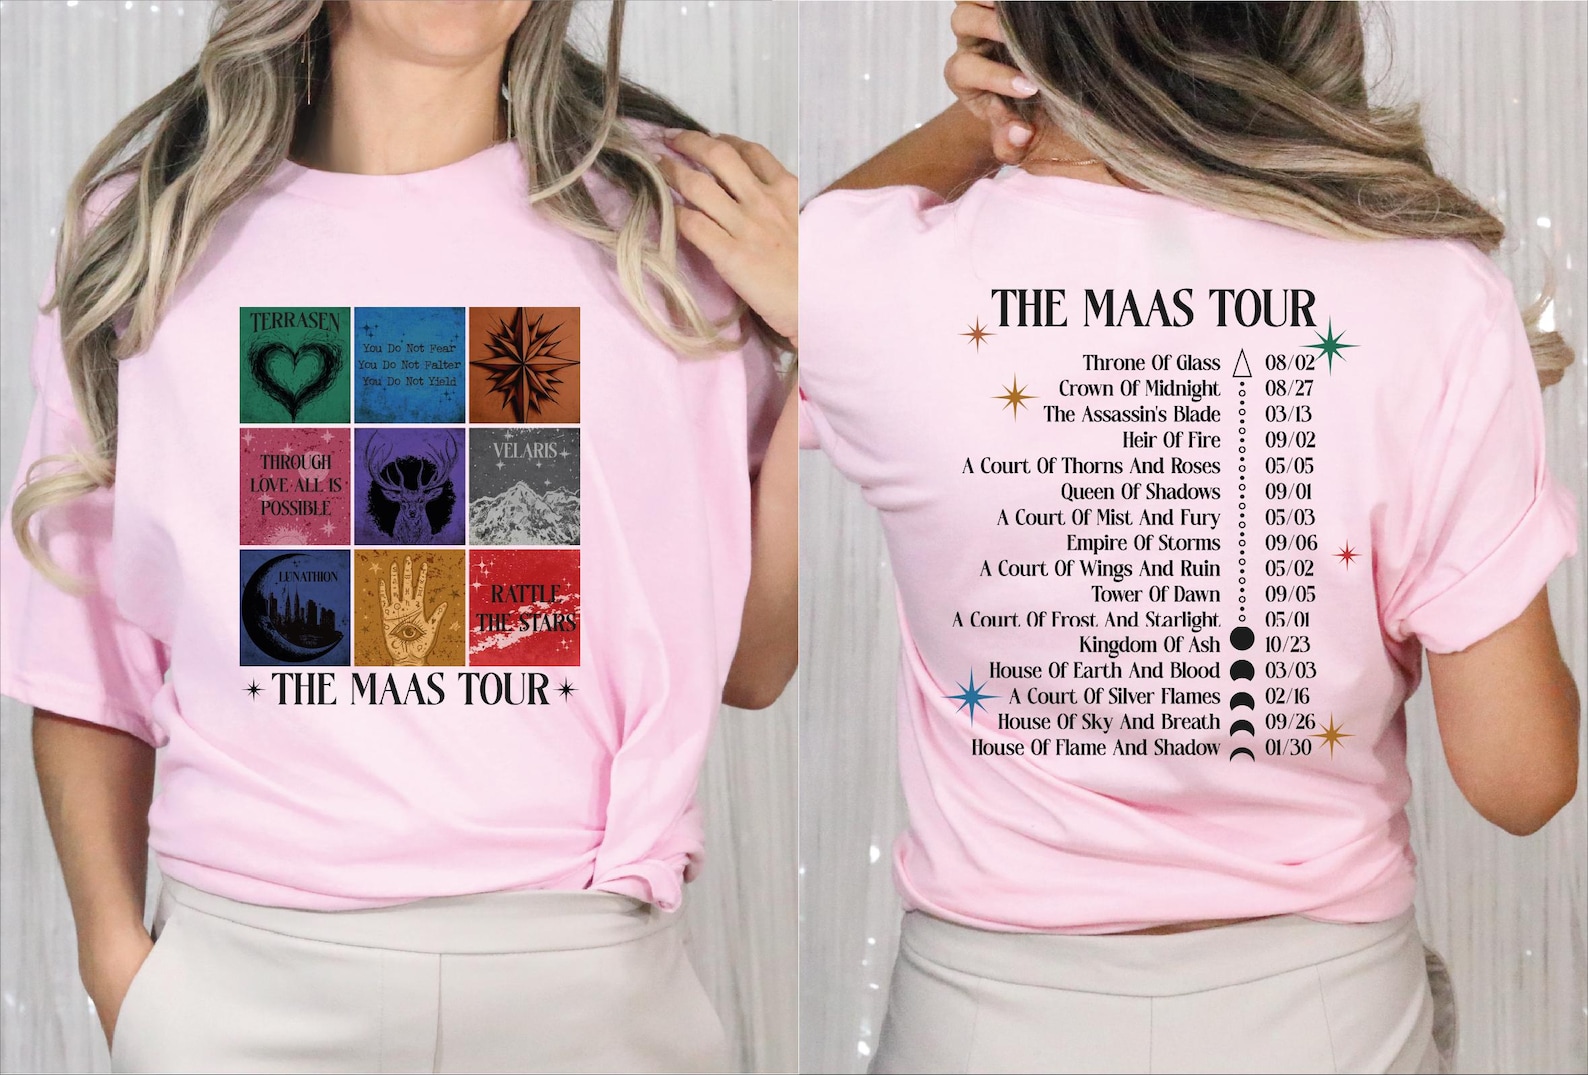 TERRASEN
You Do Not Fear
You Do Not Falter
You Do Not Yield
THROUGH
LOVE ALL IS
POSSIBLE
VELARIS
LUNATHION
RATTLE
THE STARS
THE MAAS TOUR
THE MAAS TOUR
Throne Of Glass 08/02
Crown Of Midnight 08/27
The Assassin's Blade 03/13
Heir Of Fire 09/02
A Court Of Thorns And Roses 05/05
Queen Of Shadows 09/01
A Court Of Mist And Fury 05/03
Empire Of Storms 09/06
A Court Of Wings And Ruin 05/02
Tower Of Dawn 09/05
A Court Of Frost And Starlight 05/01
Kingdom Of Ash 10/23
House Of Earth And Blood 03/03
A Court Of Silver Flames 02/16
House Of Sky And Breath 09/26
House Of Flame And Shadow 01/30